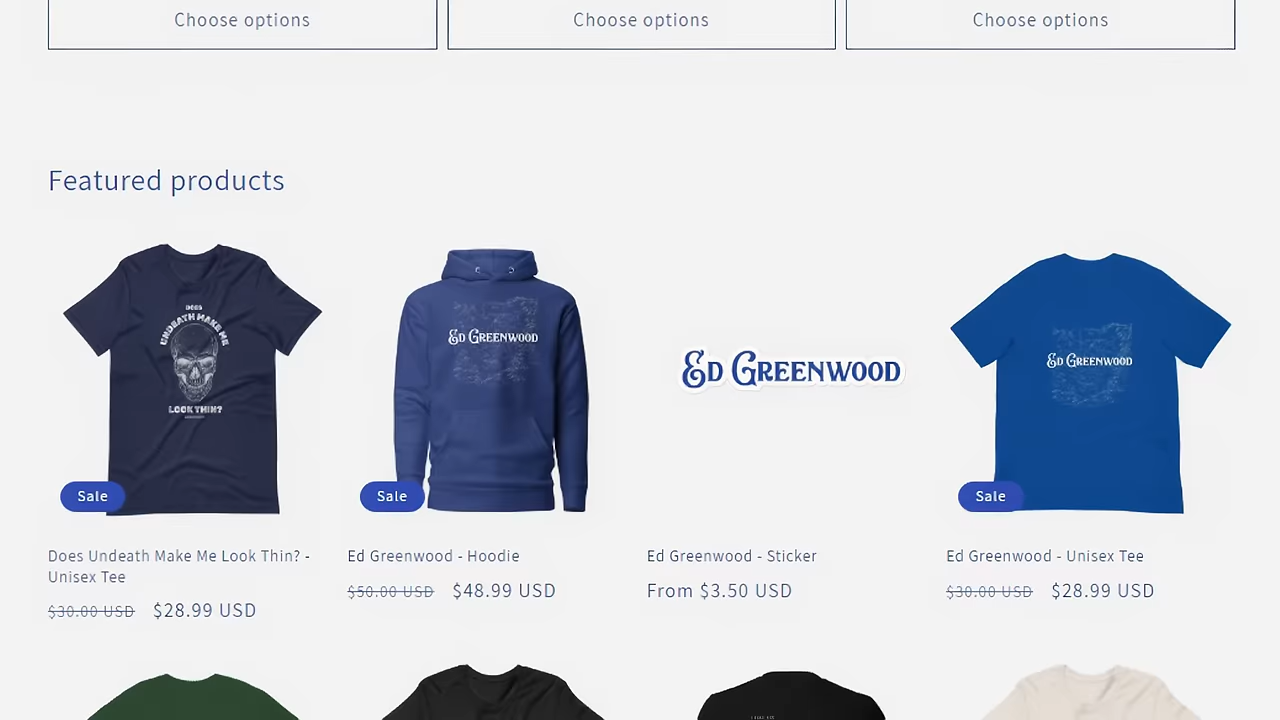 Choose options
Choose options
Choose options
Featured products
DOES
UNDEATH MAKE ME
LOOK THIN?
Sale
Does Undeath Make Me Look Thin? -
Unisex Tee
$30.00 USD $28.99 USD
ED GREENWOOD
Sale
Ed Greenwood - Hoodie
$50.00 USD $48.99 USD
ED GREENWOOD
Ed Greenwood - Sticker
From $3.50 USD
ED GREENWOOD
Sale
Ed Greenwood - Unisex Tee
$30.00 USD $28.99 USD